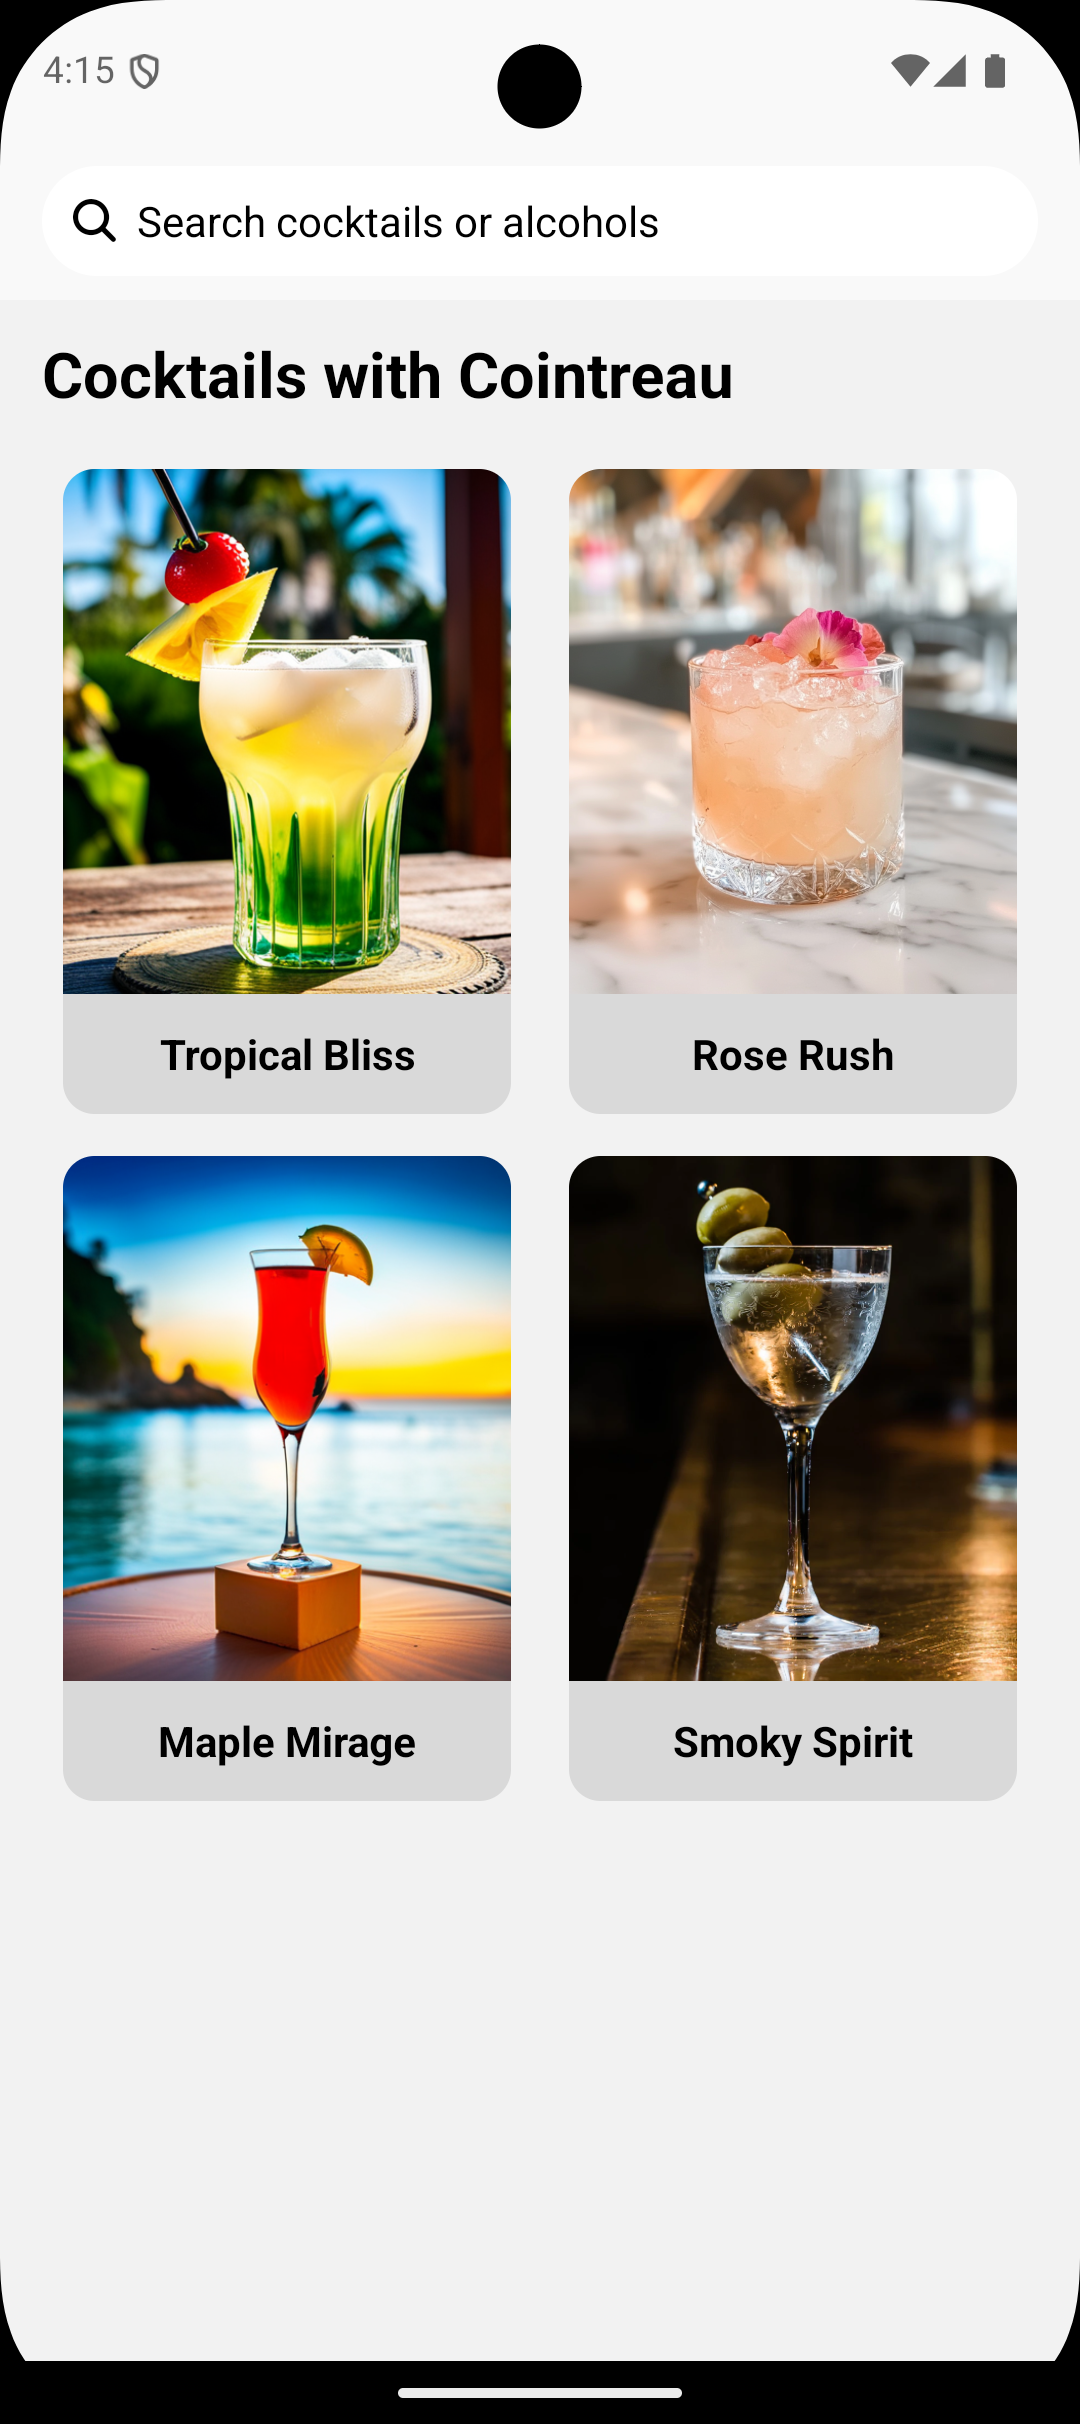 4:15
Search cocktails or alcohols
Cocktails with Cointreau
Tropical Bliss
Rose Rush
Maple Mirage
Smoky Spirit